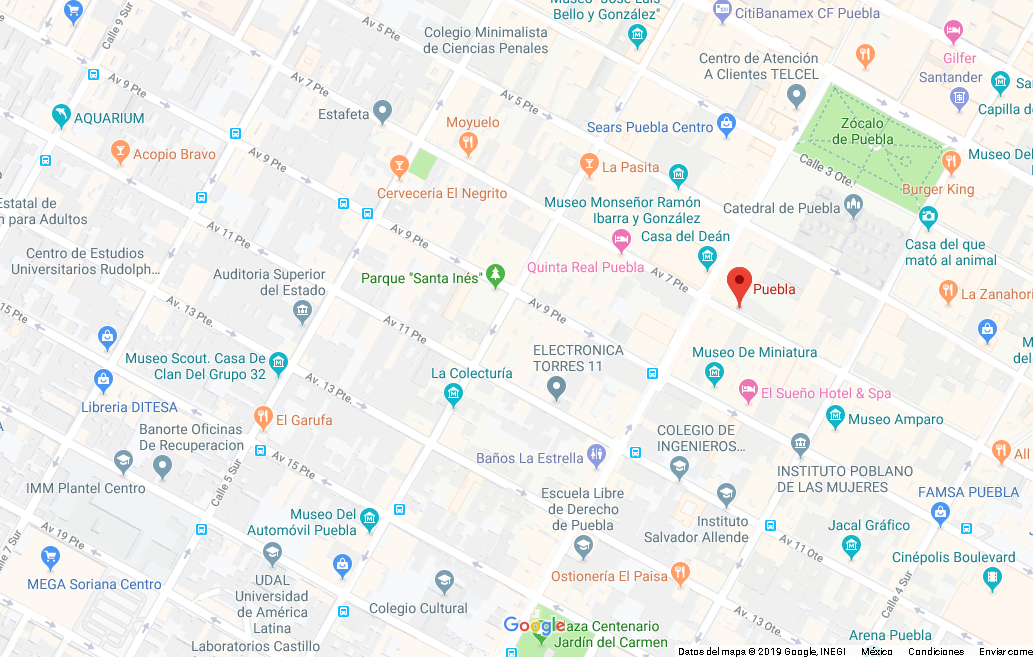 Museo "José Luis
Bello y González"
CitiBanamex CF Puebla
Calle 9 Sur
Av 5 Pte
Colegio Minimalista
de Ciencias Penales
Gilfer
Centro de Atención
A Clientes TELCEL
Santander
Sa
Av 9 Pte
Av 7 Pte
Av 5 Pte
Capilla de
Estafeta
AQUARIUM
Moyuelo
Sears Puebla Centro
Zócalo
de Puebla
Acopio Bravo
Museo Del
La Pasita
Calle 3 Ote.
Cerveceria El Negrito
Burger King
Estatal de
n para Adultos
Museo Monseñor Ramón
Ibarra y González
Catedral de Puebla
Av 11 Pte
Av 9 Pte
Casa del Deán
Casa del que
mató al animal
Centro de Estudios
Universitarios Rudolph...
Quinta Real Puebla
Av 7 Pte
Auditoria Superior
del Estado
Parque "Santa Inés"
Puebla
La Zanahori
15 Pte
Av. 13 Pte.
Av 11 Pte
Av 9 Pte
Museo Scout. Casa De
Clan Del Grupo 32
ELECTRONICA
TORRES 11
Museo De Miniatura
M
del
La Colecturía
Av. 13 Pte.
El Sueño Hotel & Spa
Librería DITESA
El Garufa
Museo Amparo
Banorte Oficinas
De Recuperacion
COLEGIO DE
INGENIEROS...
All
Baños La Estrella
Av 15 Pte
INSTITUTO POBLANO
DE LAS MUJERES
IMM Plantel Centro
Calle 5 Sur
Escuela Libre
de Derecho
de Puebla
FAMSA PUEBLA
Museo Del
Automóvil Puebla
Instituto
Salvador Allende
Jacal Gráfico
Av 19 Pte
Calle 7 Sur
Av 11 Ote
Cinépolis Boulevard
MEGA Soriana Centro
UDAL
Universidad
de América
Latina
Ostionería El Paisa
Calle 4 Sur
Colegio Cultural
Av. 13 Ote.
Google
aza Centenario
Jardín del Carmen
Arena Puebla
Laboratorios Castillo
Datos del mapa © 2019 Google, INEGI México Condiciones Enviar come